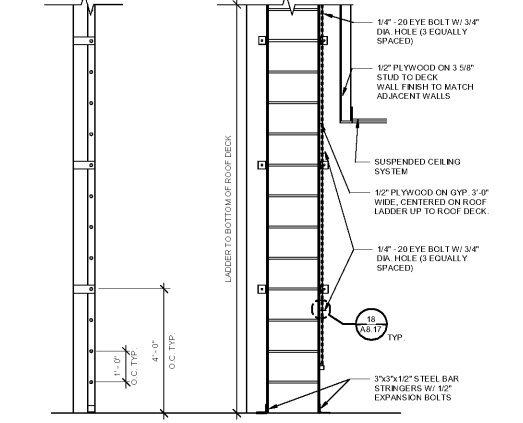 1/4" - 20 EYE BOLT W/ 3/4"
DIA. HOLE (3 EQUALLY
SPACED)
1/2" PLYWOOD ON 3 5/8"
STUD TO DECK
WALL FINISH TO MATCH
ADJACENT WALLS
SUSPENDED CEILING
SYSTEM
1/2" PLYWOOD ON GYP. 3'-0"
WIDE, CENTERED ON ROOF
LADDER UP TO ROOF DECK.
1/4" - 20 EYE BOLT W/ 3/4"
DIA. HOLE (3 EQUALLY
SPACED)
18
A8.17
TYP.
3"x3"x1/2" STEEL BAR
STRINGERS W/ 1/2"
EXPANSION BOLTS
LADDER TO BOTTOM OF ROOF DECK
4' - 0"
O.C. TYP.
1' - 0"
O.C. TYP.